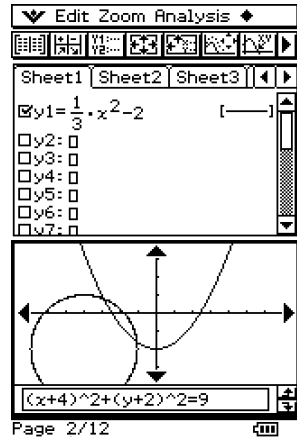 Edit Zoom Analysis ♦
Sheet1 Sheet2 Sheet3
y1=1/3·x^2-2 [—]
y2:▯
y3:▯
y4:▯
y5:▯
y6:▯
y7:▯
(x+4)^2+(y+2)^2=9
Page 2/12